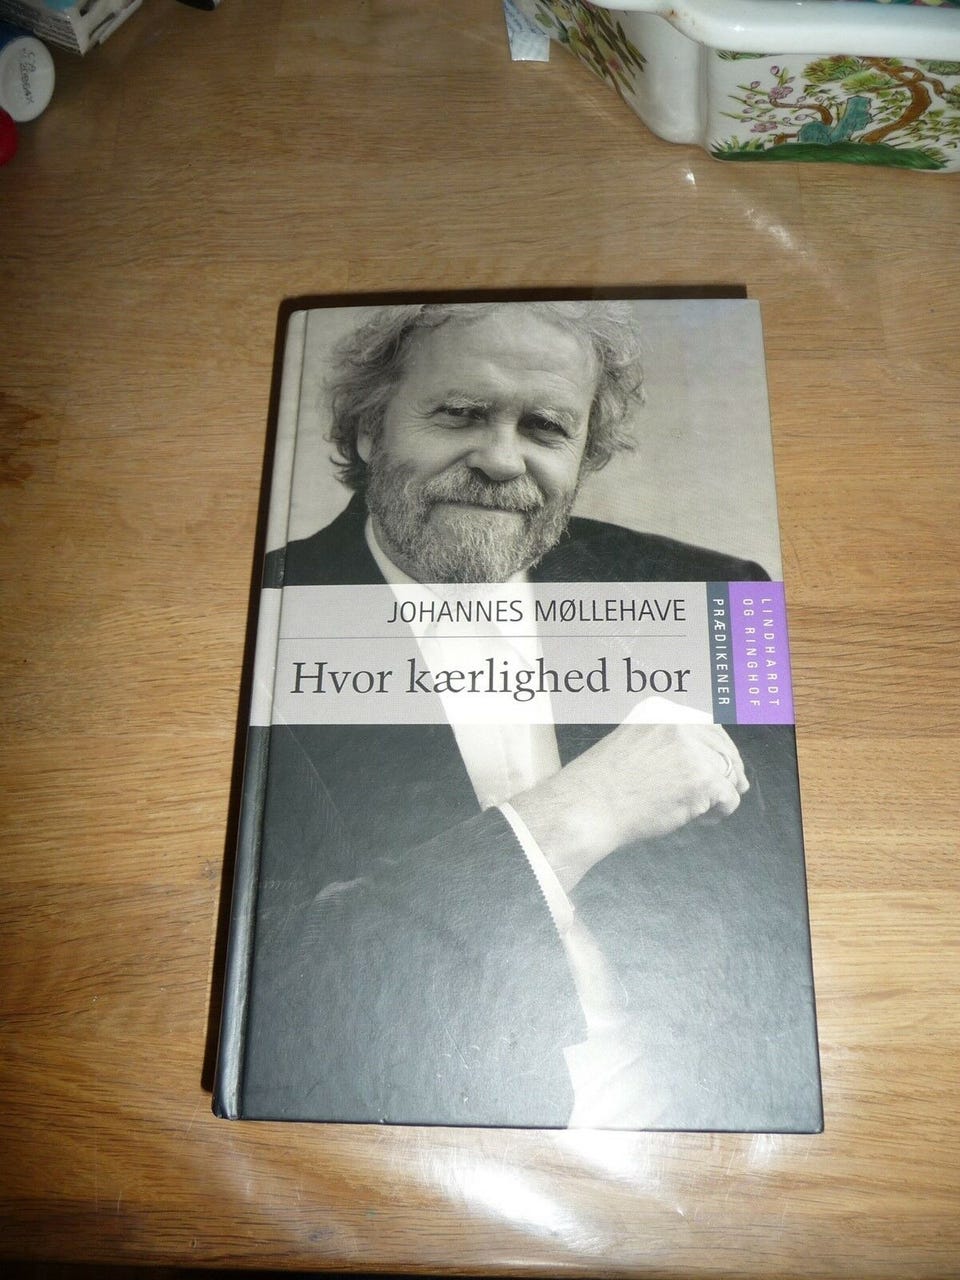 JOHANNES MØLLEHAVE
Hvor kærlighed bor
PRÆDIKENER
LINDHARDT
OG RINGHOF